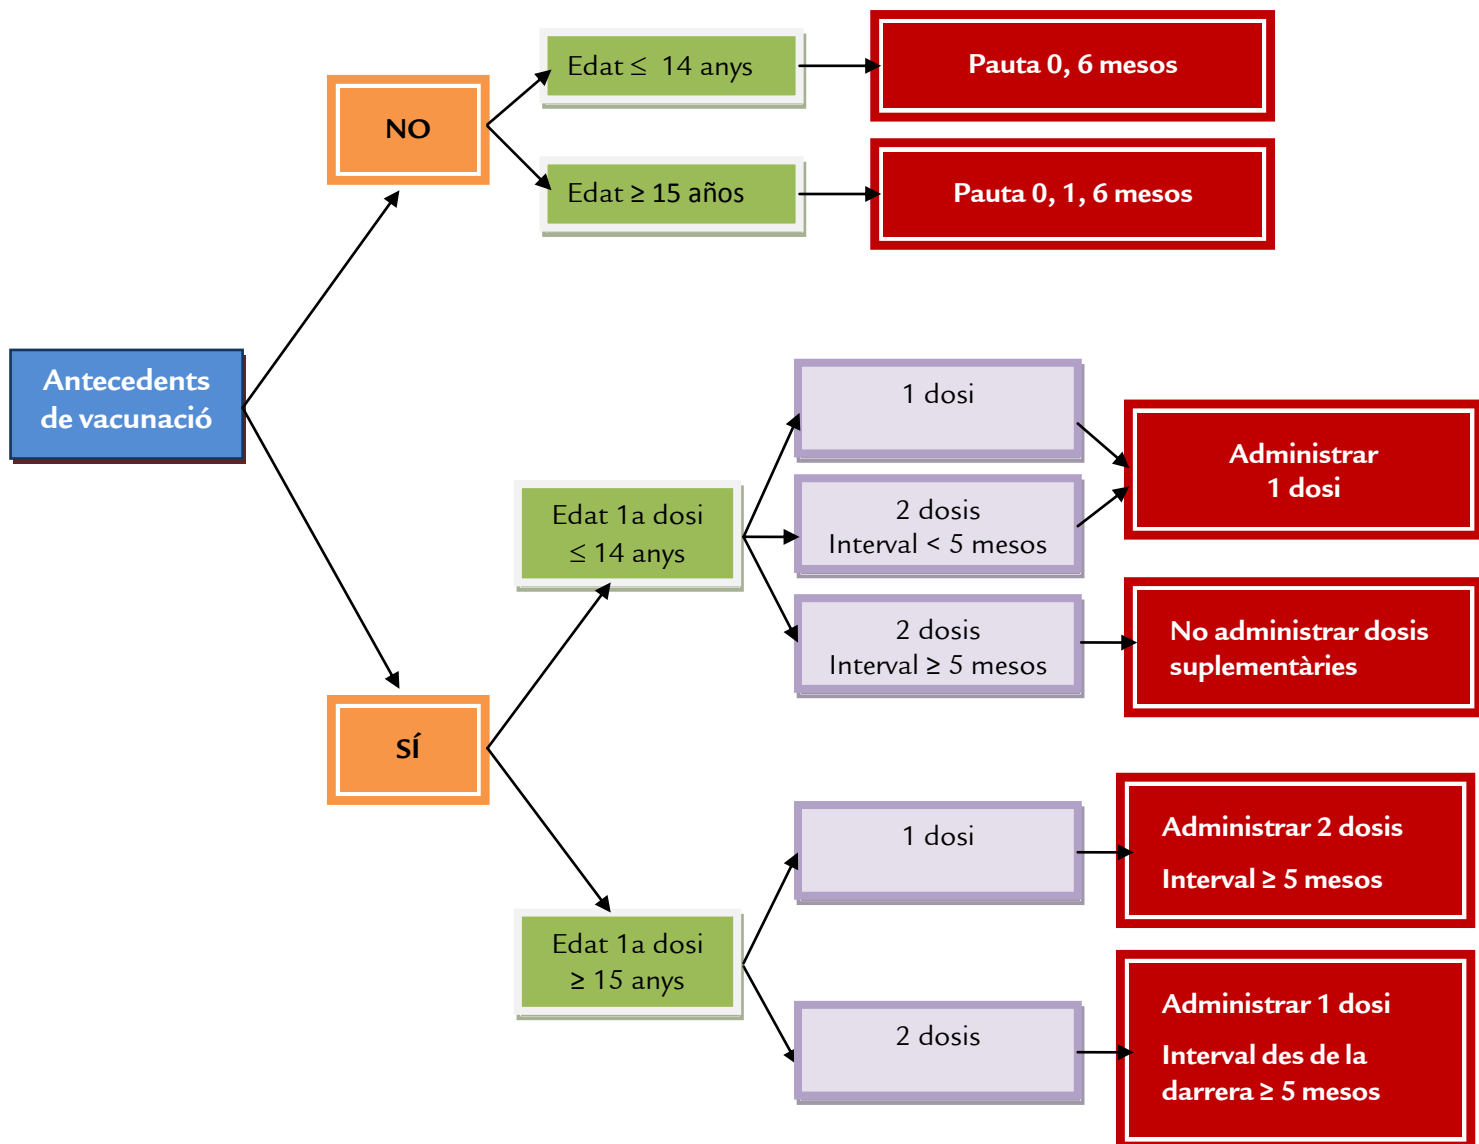 Edat ≤ 14 anys
Pauta 0, 6 mesos
NO
Edat ≥ 15 años
Pauta 0, 1, 6 mesos
Antecedents
de vacunació
1 dosi
Administrar
1 dosi
Edat 1a dosi
≤ 14 anys
2 dosis
Interval < 5 mesos
2 dosis
Interval ≥ 5 mesos
No administrar dosis
suplementàries
SÍ
1 dosi
Administrar 2 dosis
Interval ≥ 5 mesos
Edat 1a dosi
≥ 15 anys
2 dosis
Administrar 1 dosi
Interval des de la
darrera ≥ 5 mesos